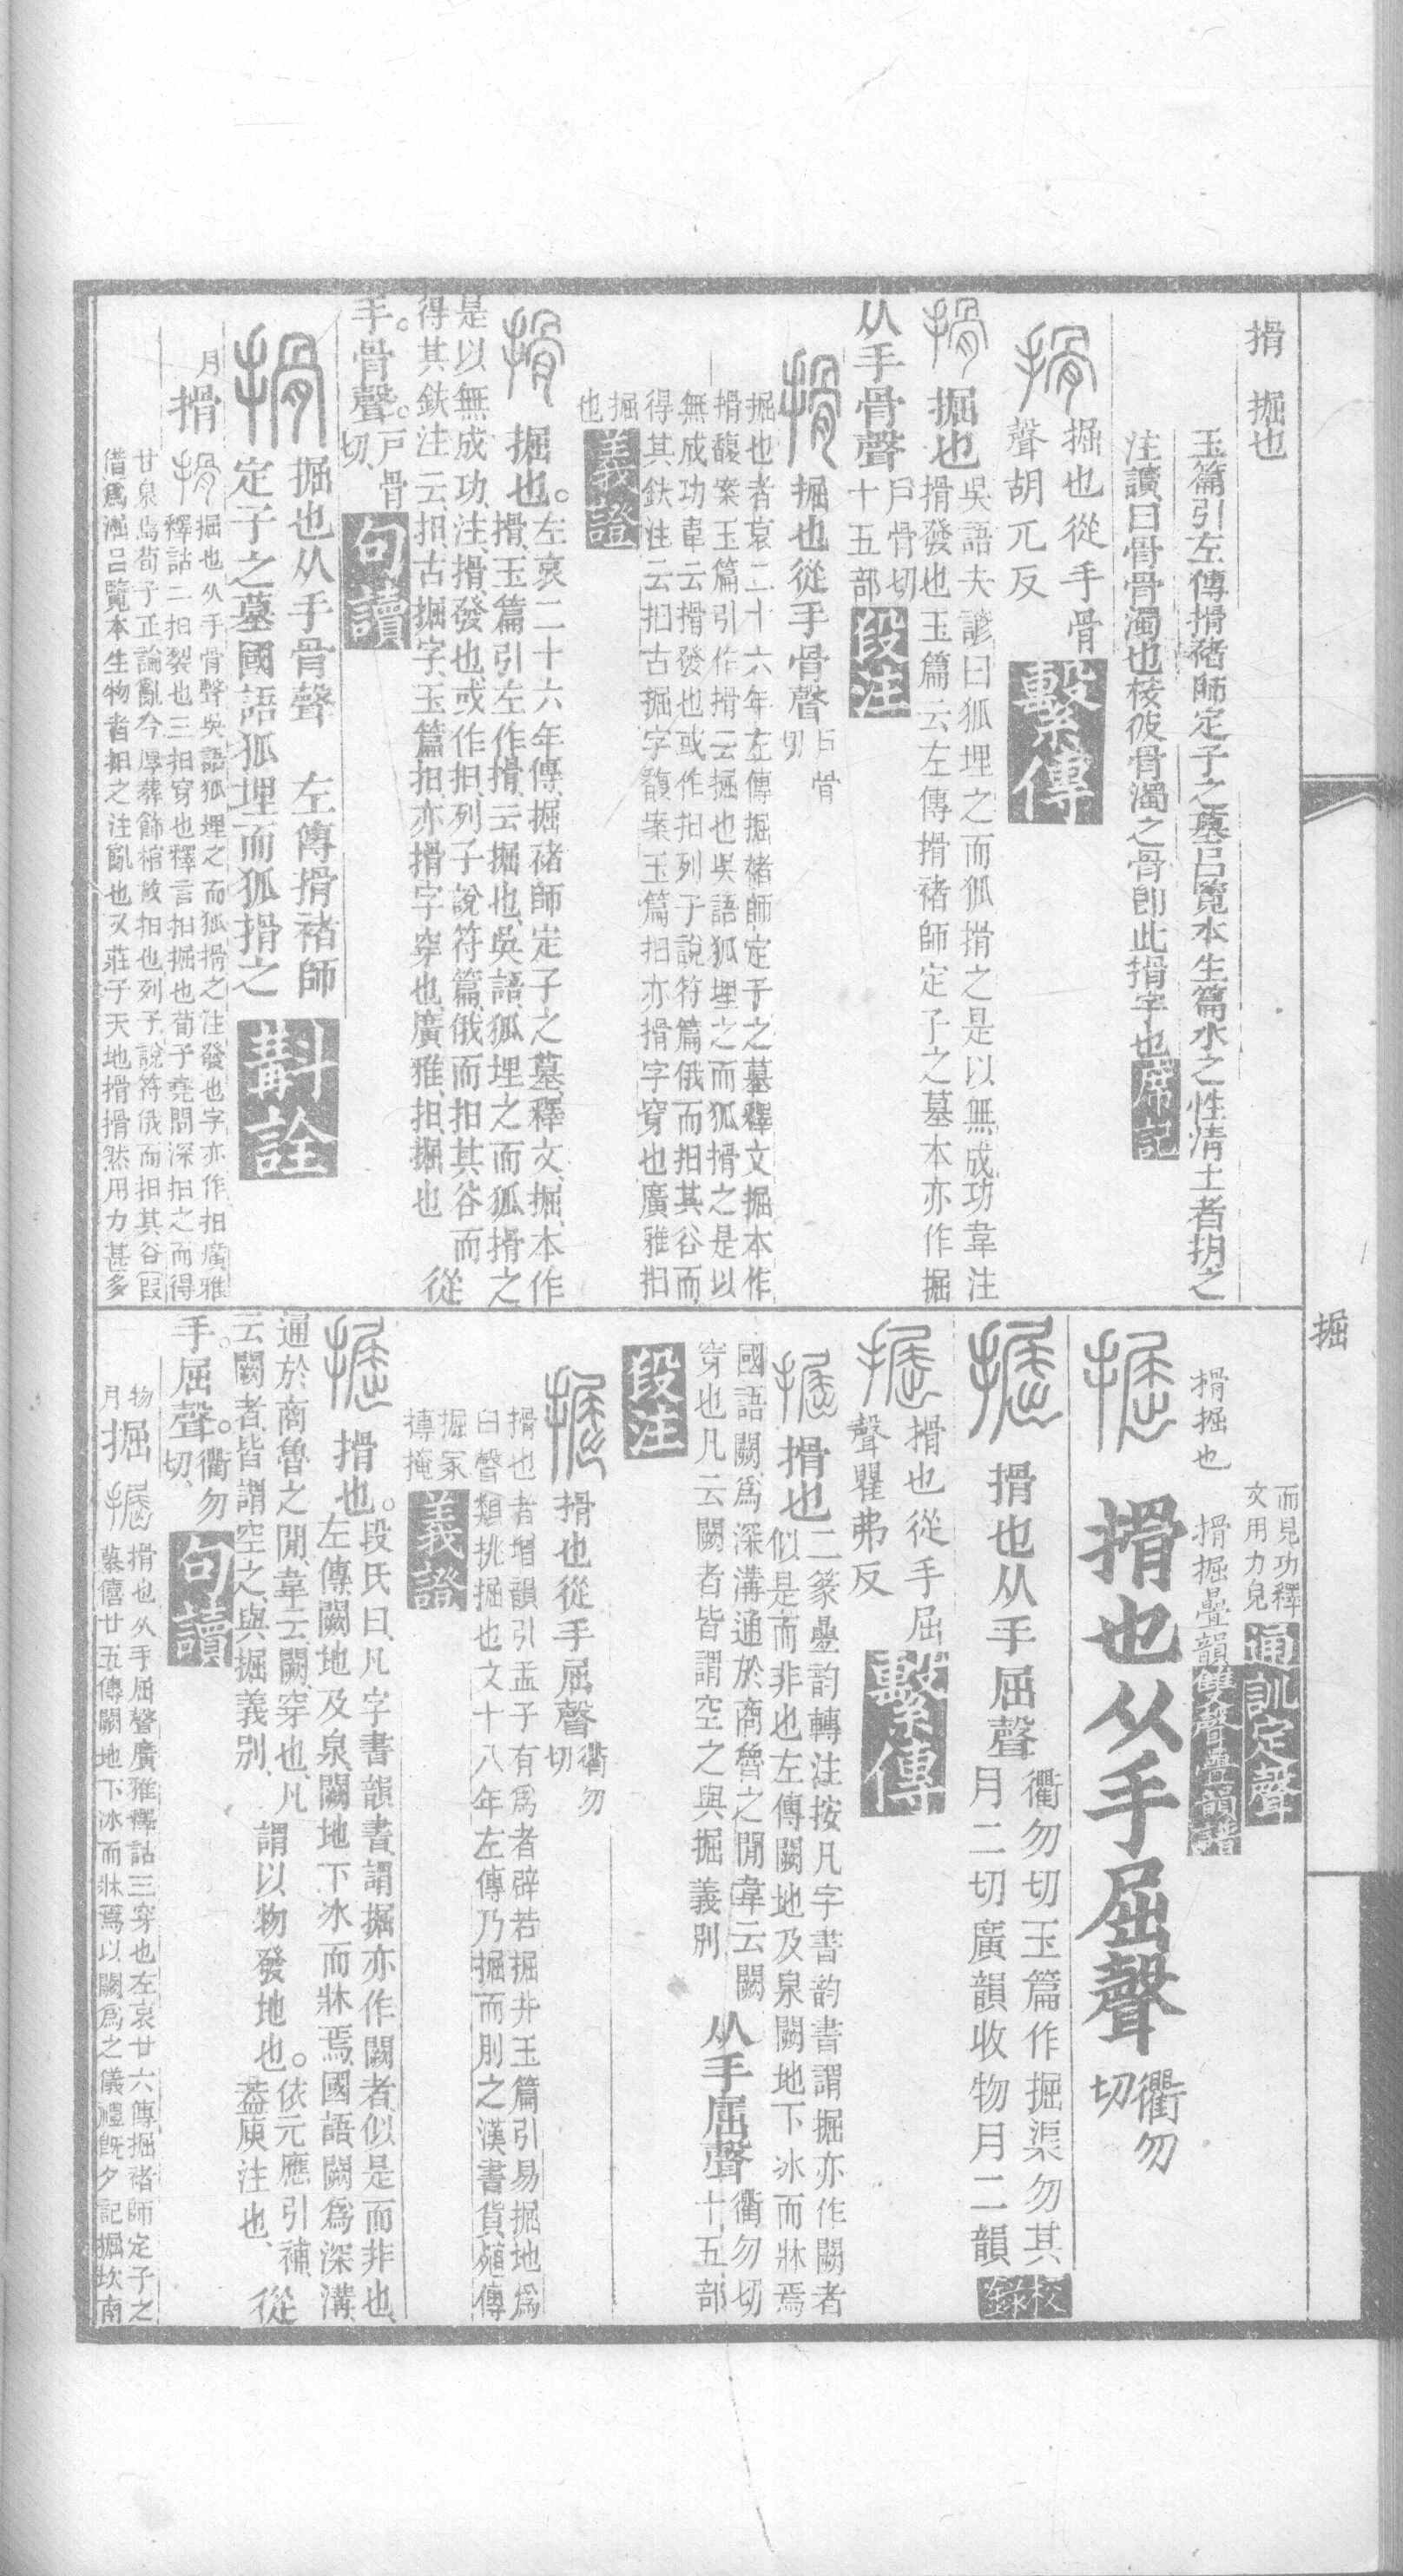 搰 掘也
玉篇引左傳搰褚師定子之墓呂覽本生篇水之性清土者抇之
注讀曰骨骨濁也桉彼骨濁之骨卽此搰字也席記
搰 掘也從手骨
聲胡兀反 繫傳
搰 掘也吳語夫諺曰狐埋之而狐搰之是以無成功韋注
搰發也玉篇云左傳搰褚師定子之墓本亦作掘
从手骨聲戶骨切
十五部 段注
搰 掘也從手骨聲戶骨
切
掘也者哀二十六年左傳掘褚師定子之墓釋文掘本作
搰馥案玉篇引作搰云掘也吳語狐埋之而狐搰之是以
無成功韋云搰發也或作抇列子說符篇俄而抇其谷而
得其鈇注云抇古掘字馥案玉篇抇亦搰字穿也廣雅抇
掘
也 義證
搰 掘也。左哀二十六年傳、掘褚師定子之墓、釋文、掘本作
搰、玉篇引左作搰、云掘也、吳語、狐埋之而狐搰之
是以無成功、注、搰、發也、或作抇、列子說符篇、俄而抇其谷而
得其鈇、注云、抇、古掘字、玉篇、抇、亦搰字、穿也、廣雅、抇、掘也 從
手。骨聲。戶骨
切、 句讀
搰 掘也从手骨聲 左傳搰褚師
定子之墓國語狐埋而狐搰之 斠詮
月 搰 搰 掘也从手骨聲吳語狐埋之而狐搰之注發也字亦作抇廣雅
釋詁二抇裂也三抇穿也釋言抇掘也荀子堯問深抇之而得
甘泉焉荀子正論亂今厚葬飾棺故抇也列子說符俄而抇其谷 叚
借爲淈呂覽本生物者抇之注亂也又莊子天地搰搰然用力甚多
掘
而見功釋
文用力皃 通訓定聲
搰掘也 搰掘曡韻雙聲疊韻譜
掘 搰也从手屈聲 衢勿
切
掘 搰也从手屈聲 衢勿切玉篇作掘渠勿其
月二切廣韻收物月二韻 校錄
掘 搰也從手屈
聲瞿弗反 繫傳
掘 搰也二篆曡韵轉注按凡字書韵書謂掘亦作闕者
似是而非也左傳闕地及泉闕地下冰而牀焉
國語闕爲深溝通於商魯之閒韋云闕
穿也凡云闕者皆謂空之與掘義別 从手屈聲衢勿切
十五部
段注
掘 搰也從手屈聲衢勿
切
搰也者增韻引孟子有爲者辟若掘井玉篇引易掘地爲
臼聲類挑掘也文十八年左傳乃掘而刖之漢書貨殖傳
掘冢
摶掩 義證
掘 搰也。段氏曰、凡字書韻書、謂掘亦作闕者、似是而非也、
左傳、闕地及泉、闕地下冰而牀焉、國語、闕爲深溝、
通於商魯之閒、韋云、闕、穿也、凡
云闕者、皆謂空之、與掘義別、 謂以物發地也。依元應引補、
蓋庾注也、 從
手。屈聲。衢勿
切、 句讀
物
月 掘 掘 搰也从手屈聲廣雅釋詁三穿也左哀廿六傳掘褚師定子之
墓僖廿五傳闕地下冰而牀焉以闕爲之儀禮旣夕記掘坎南